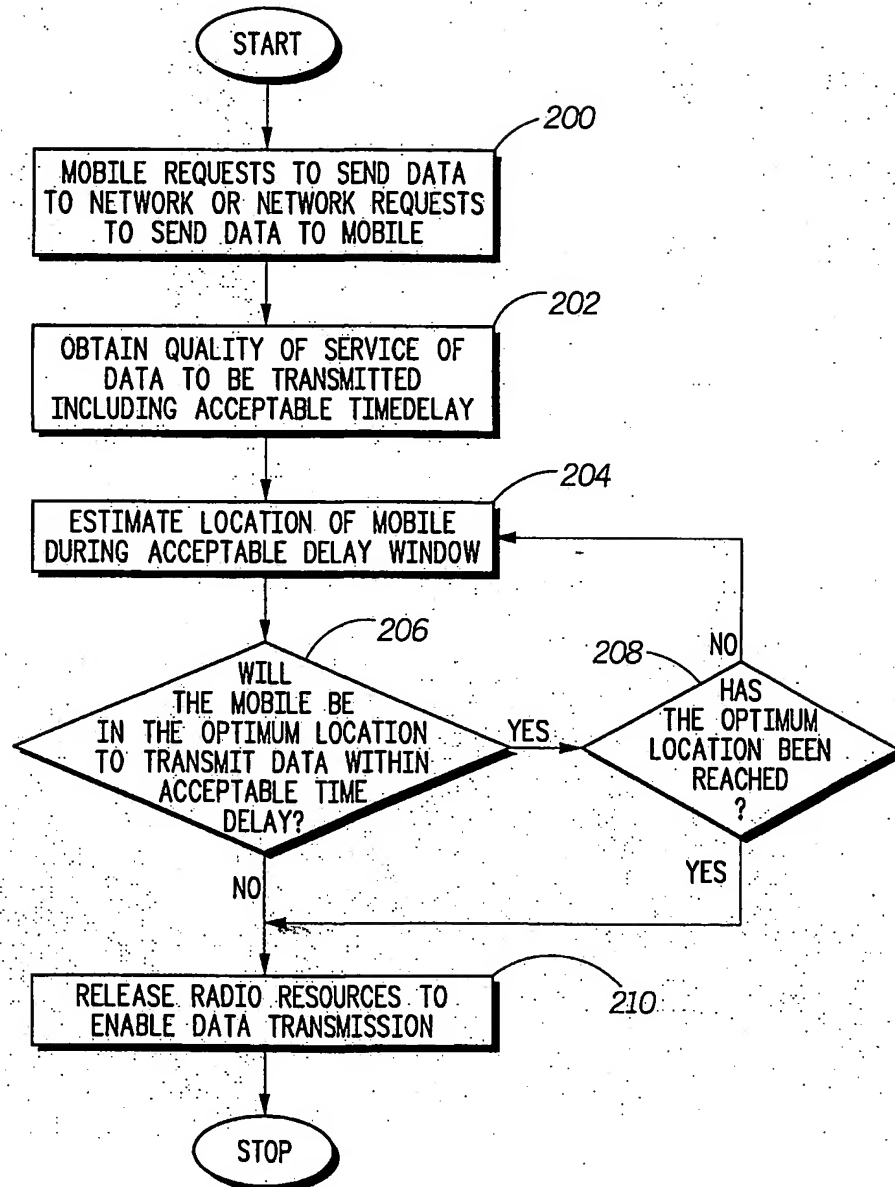 START
200
MOBILE REQUESTS TO SEND DATA
TO NETWORK OR NETWORK REQUESTS
TO SEND DATA TO MOBILE
202
OBTAIN QUALITY OF SERVICE OF
DATA TO BE TRANSMITTED
INCLUDING ACCEPTABLE TIMEDELAY
204
ESTIMATE LOCATION OF MOBILE
DURING ACCEPTABLE DELAY WINDOW
206
WILL
THE MOBILE BE
IN THE OPTIMUM LOCATION
TO TRANSMIT DATA WITHIN
ACCEPTABLE TIME
DELAY?
YES
NO
208
HAS
THE OPTIMUM
LOCATION BEEN
REACHED
?
NO
YES
RELEASE RADIO RESOURCES TO
ENABLE DATA TRANSMISSION
210
STOP